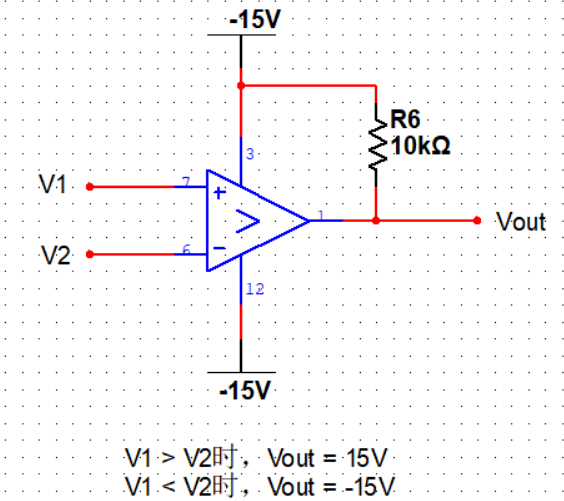 -15V
R6
10kΩ
3
V1
7
+
>
1
Vout
V2
6
−
12
-15V
V1 > V2时，Vout = 15V
V1 < V2时，Vout = -15V